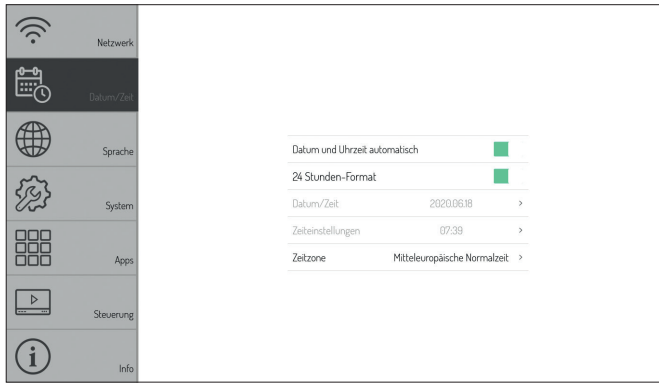 Netzwerk
Datum/Zeit
Sprache
System
Apps
Steuerung
Info
Datum und Uhrzeit automatisch
24 Stunden-Format
Datum/Zeit 2020.06.18 >
Zeiteinstellungen 07:39 >
Zeitzone Mitteleuropäische Normalzeit >